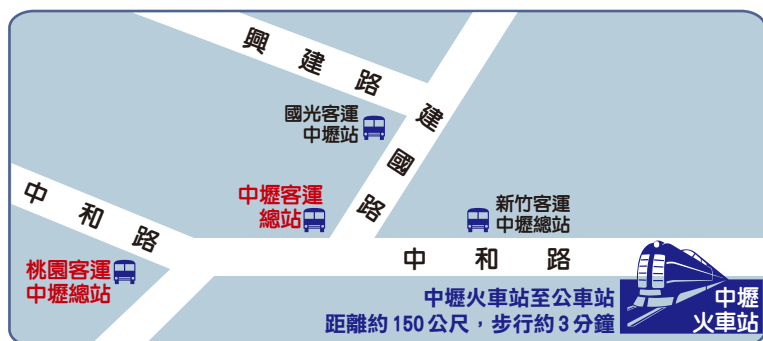 興建路
國光客運
中壢站
建國路
中壢客運
總站
新竹客運
中壢總站
中和路
中和路
桃園客運
中壢總站
中壢火車站至公車站
距離約150公尺，步行約3分鐘
中壢
火車站